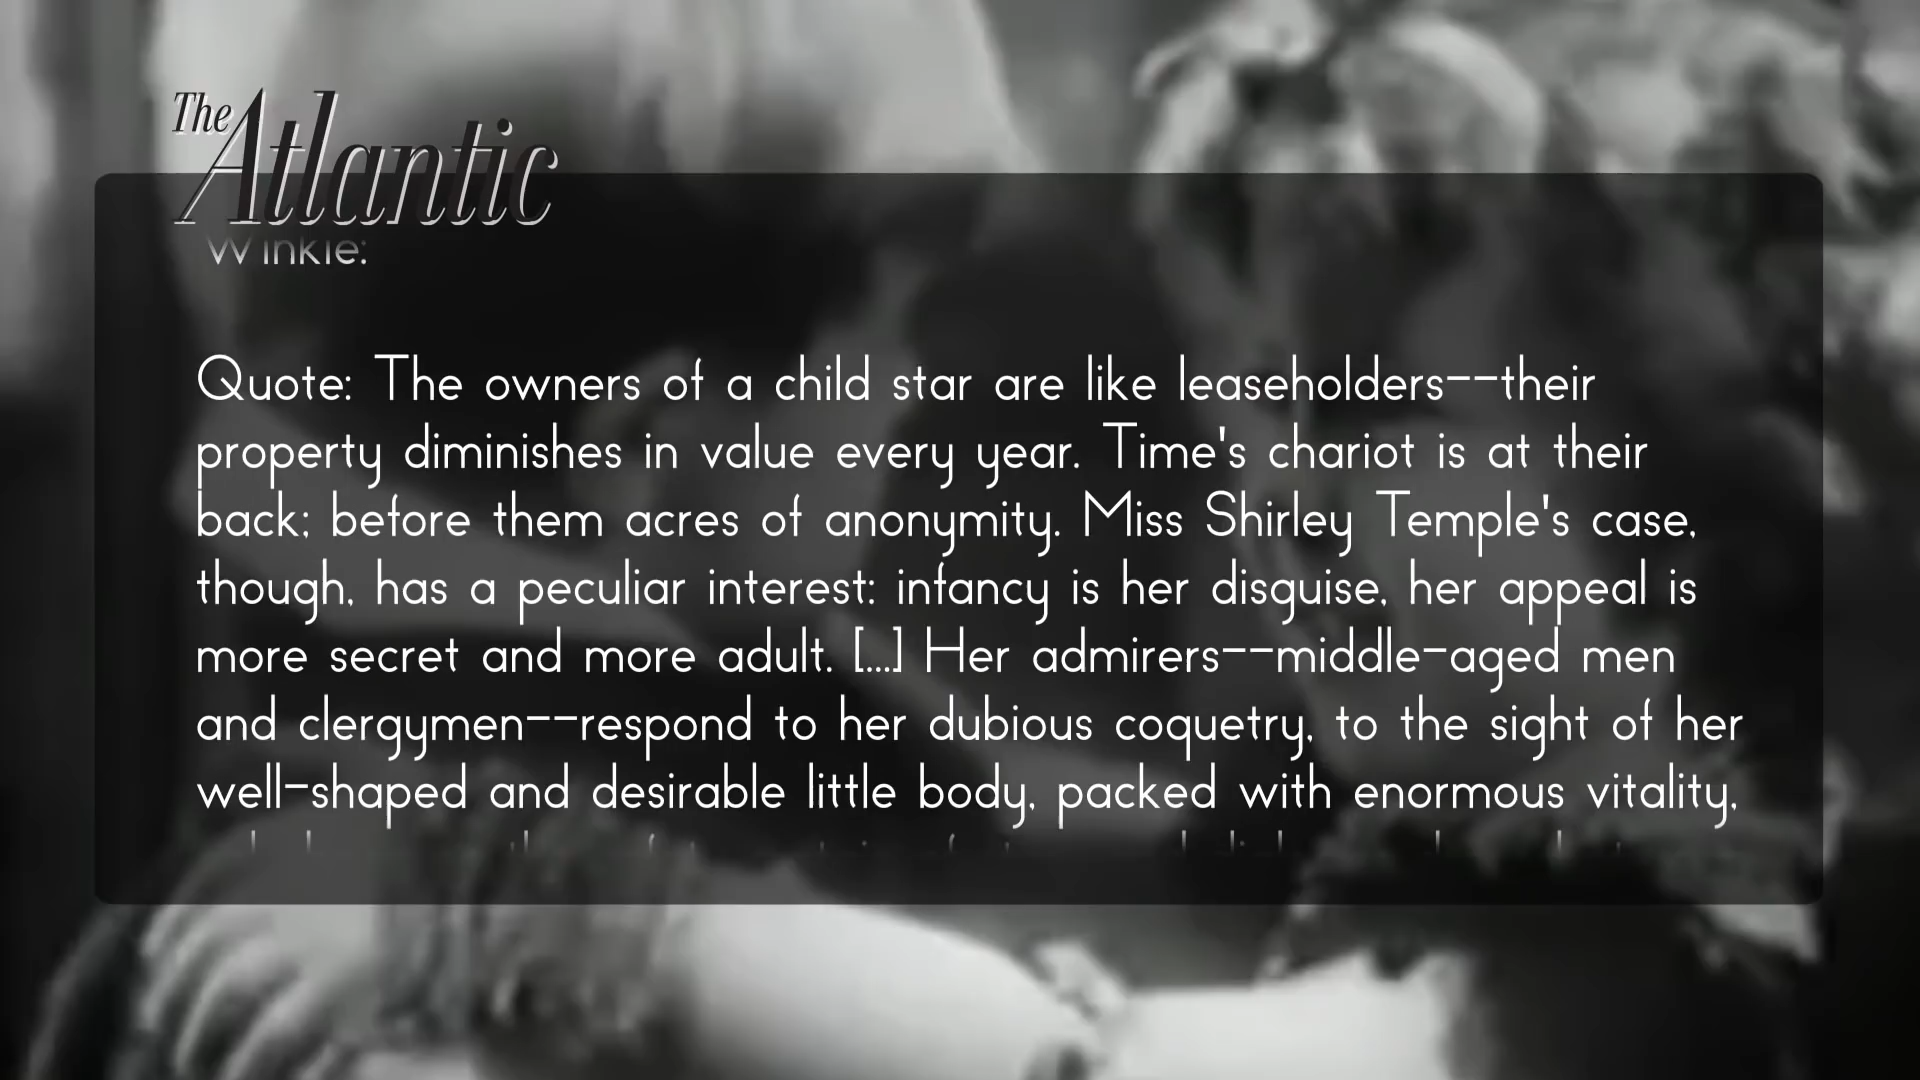 The Atlantic
Winkie:
Quote: The owners of a child star are like leaseholders--their
property diminishes in value every year. Time's chariot is at their
back; before them acres of anonymity. Miss Shirley Temple's case,
though, has a peculiar interest: infancy is her disguise, her appeal is
more secret and more adult. [...] Her admirers--middle-aged men
and clergymen--respond to her dubious coquetry, to the sight of her
well-shaped and desirable little body, packed with enormous vitality,